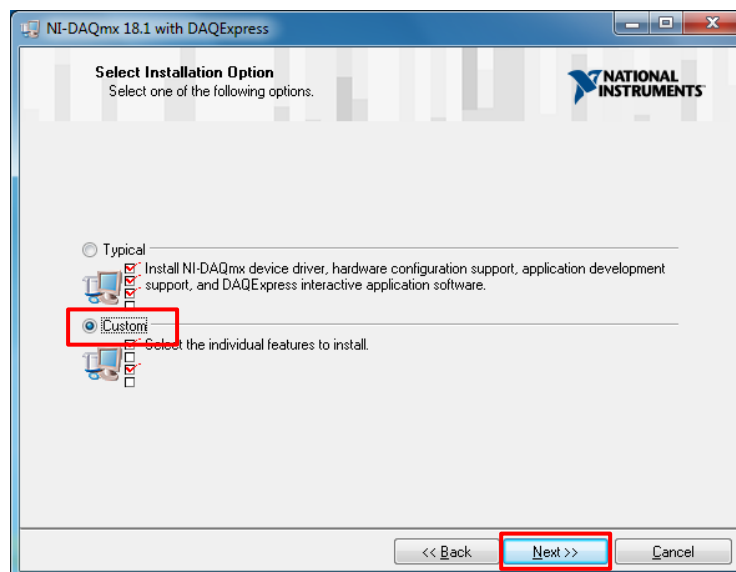 NI-DAQmx 18.1 with DAQExpress
Select Installation Option
Select one of the following options.
NATIONAL
INSTRUMENTS
Typical
Install NI-DAQmx device driver, hardware configuration support, application development
support, and DAQExpress interactive application software.
Custom
Select the individual features to install.
<< Back
Next >>
Cancel